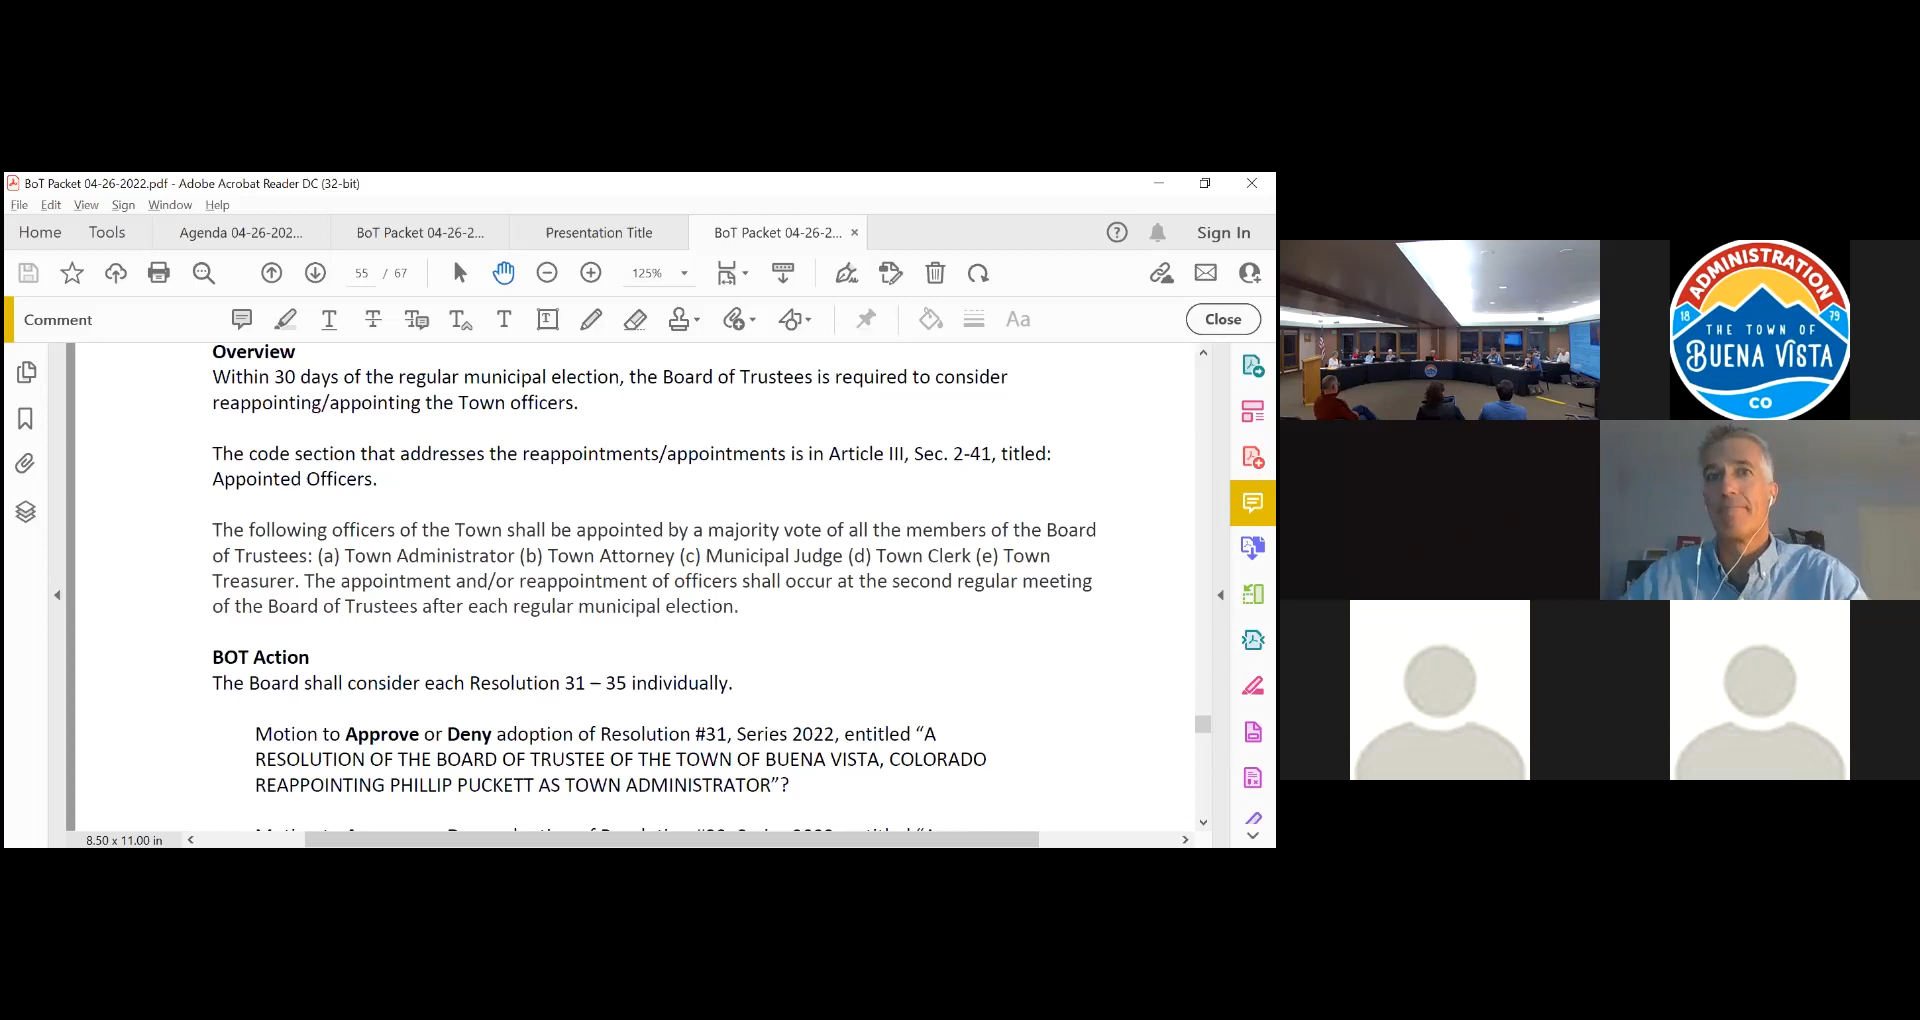 BoT Packet 04-26-2022.pdf - Adobe Acrobat Reader DC (32-bit)
File Edit View Sign Window Help
Home Tools Agenda 04-26-202... BoT Packet 04-26-2... Presentation Title BoT Packet 04-26-2... × Sign In
55 / 67 125%
Comment Close
Overview
Within 30 days of the regular municipal election, the Board of Trustees is required to consider
reappointing/appointing the Town officers.
The code section that addresses the reappointments/appointments is in Article III, Sec. 2-41, titled:
Appointed Officers.
The following officers of the Town shall be appointed by a majority vote of all the members of the Board
of Trustees: (a) Town Administrator (b) Town Attorney (c) Municipal Judge (d) Town Clerk (e) Town
Treasurer. The appointment and/or reappointment of officers shall occur at the second regular meeting
of the Board of Trustees after each regular municipal election.
BOT Action
The Board shall consider each Resolution 31 – 35 individually.
Motion to Approve or Deny adoption of Resolution #31, Series 2022, entitled “A
RESOLUTION OF THE BOARD OF TRUSTEE OF THE TOWN OF BUENA VISTA, COLORADO
REAPPOINTING PHILLIP PUCKETT AS TOWN ADMINISTRATOR”?
8.50 x 11.00 in
ADMINISTRATION
18 79
THE TOWN OF
BUENA VISTA
CO